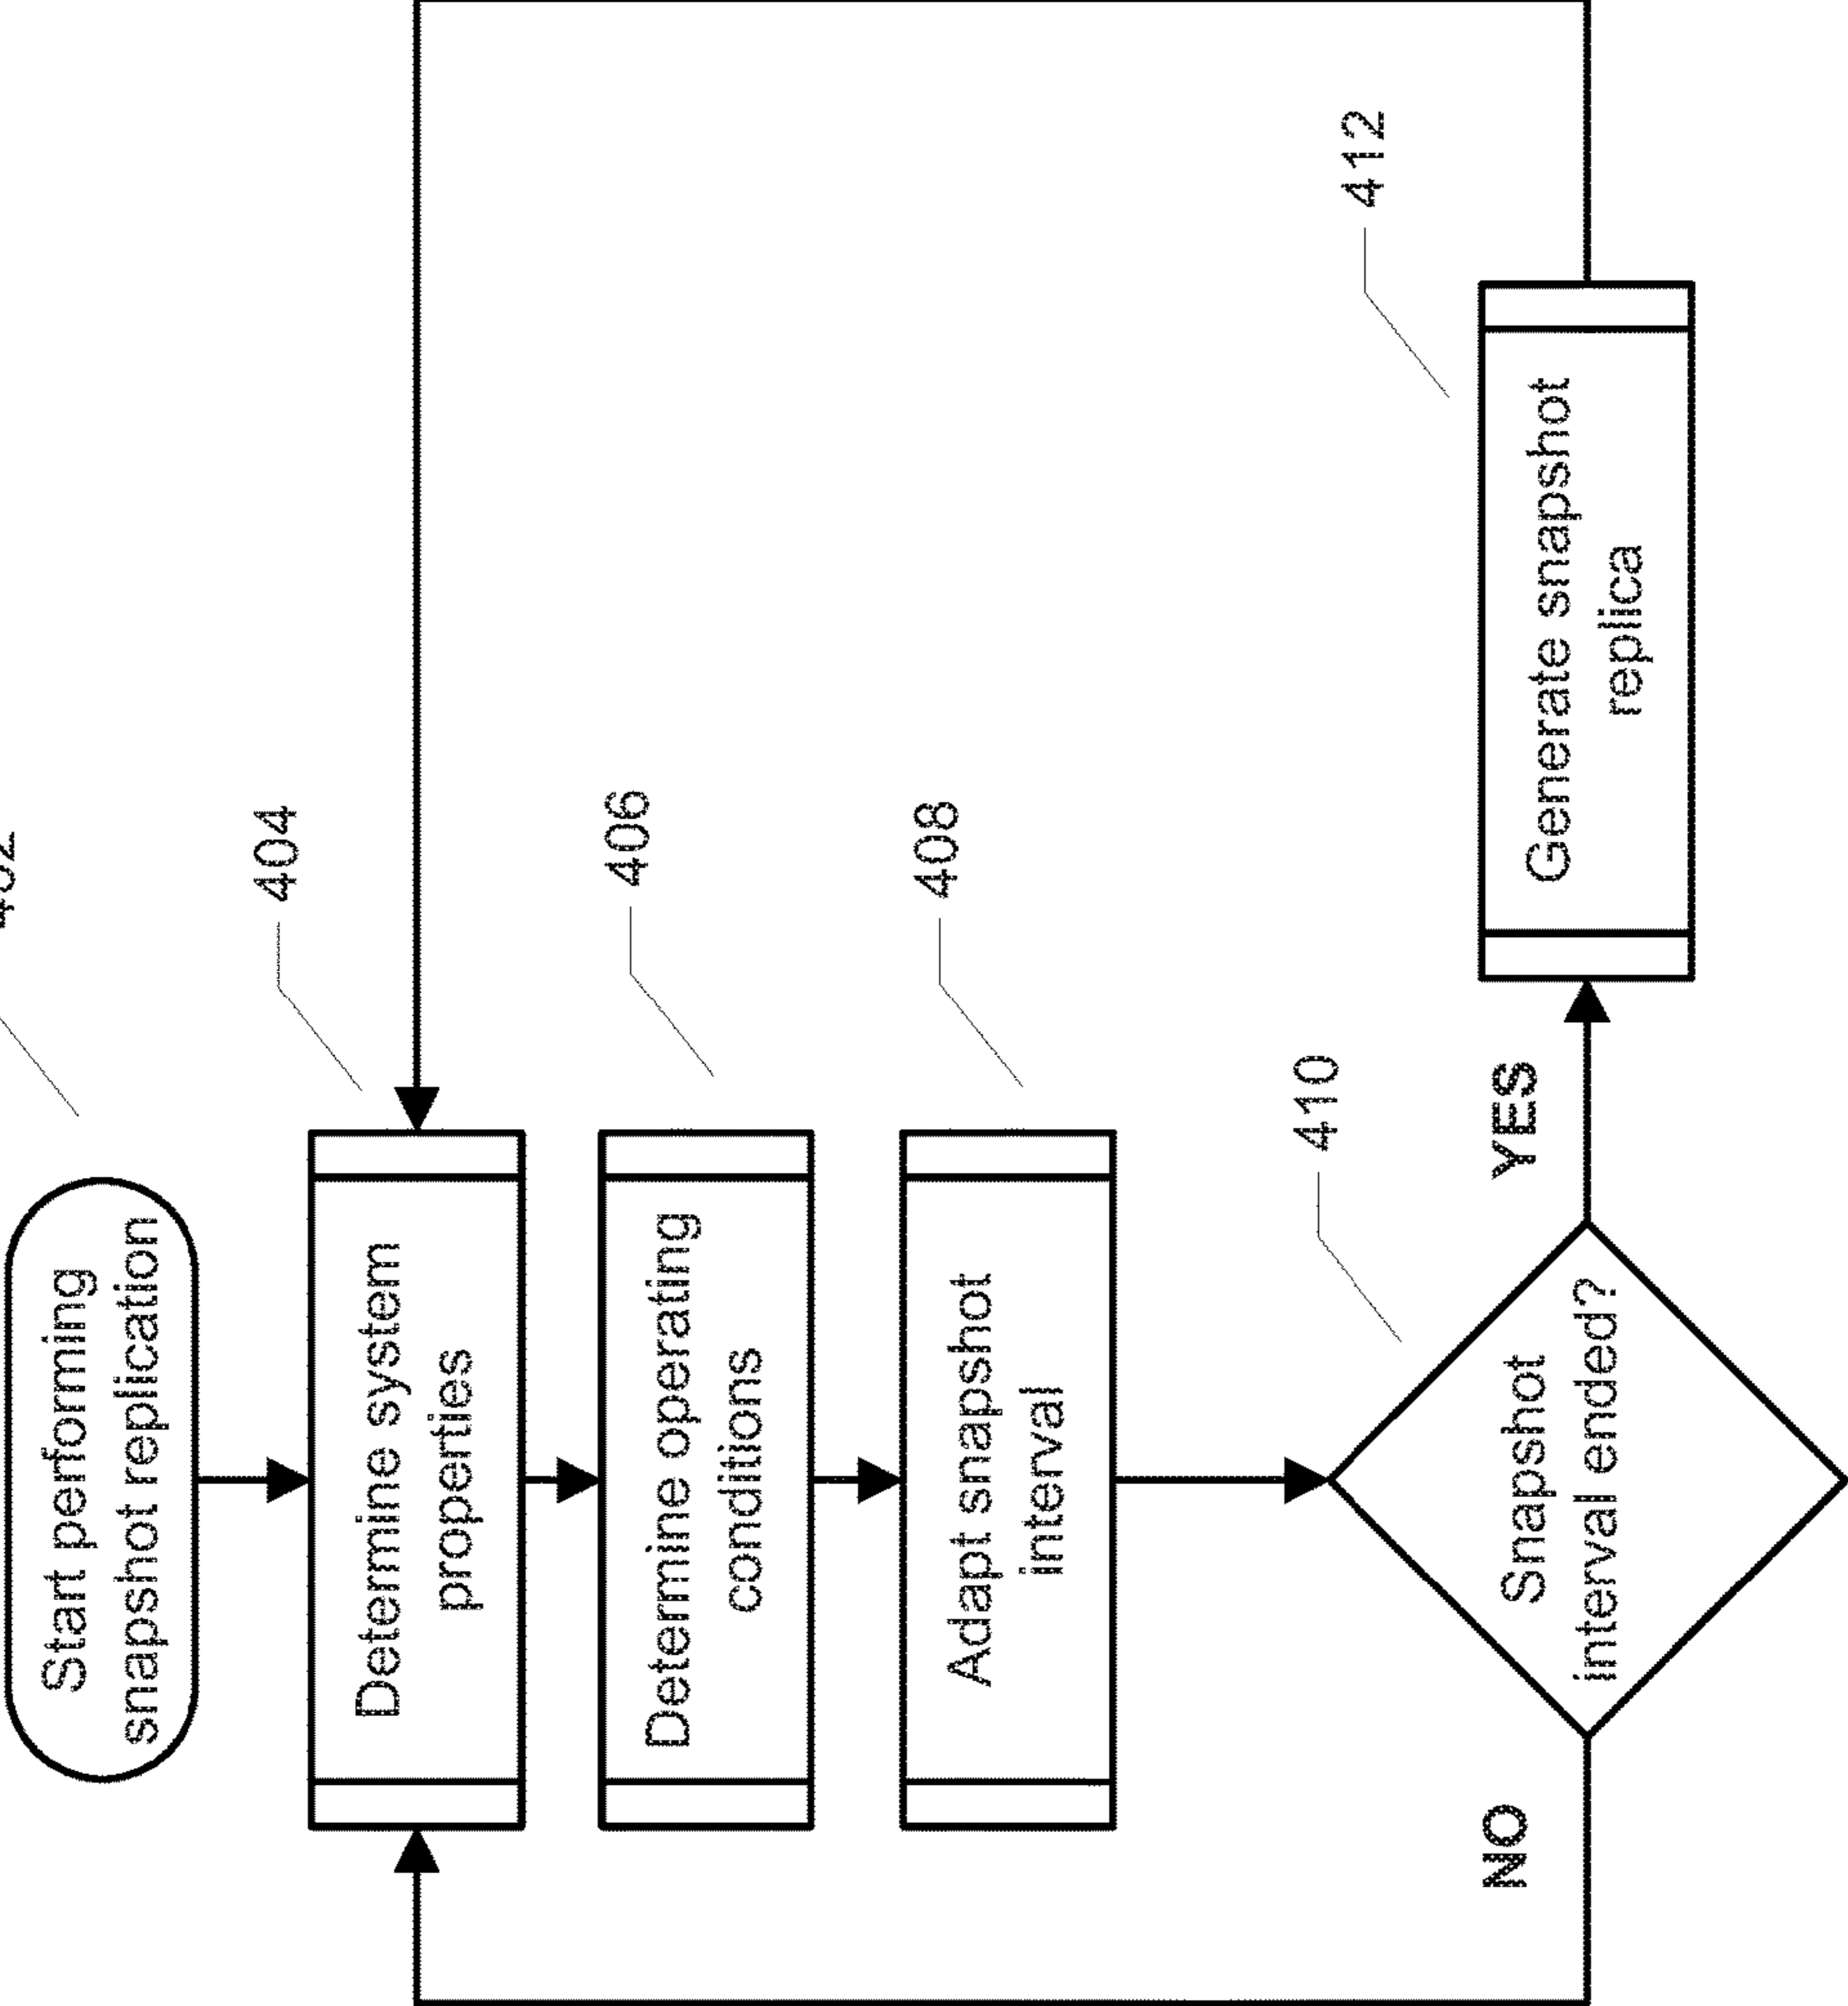 Start performing
snapshot replication
404
Determine system
properties
406
Determine operating
conditions
408
Adapt snapshot
interval
410
Snapshot
interval ended?
NO
YES
412
Generate snapshot
replica